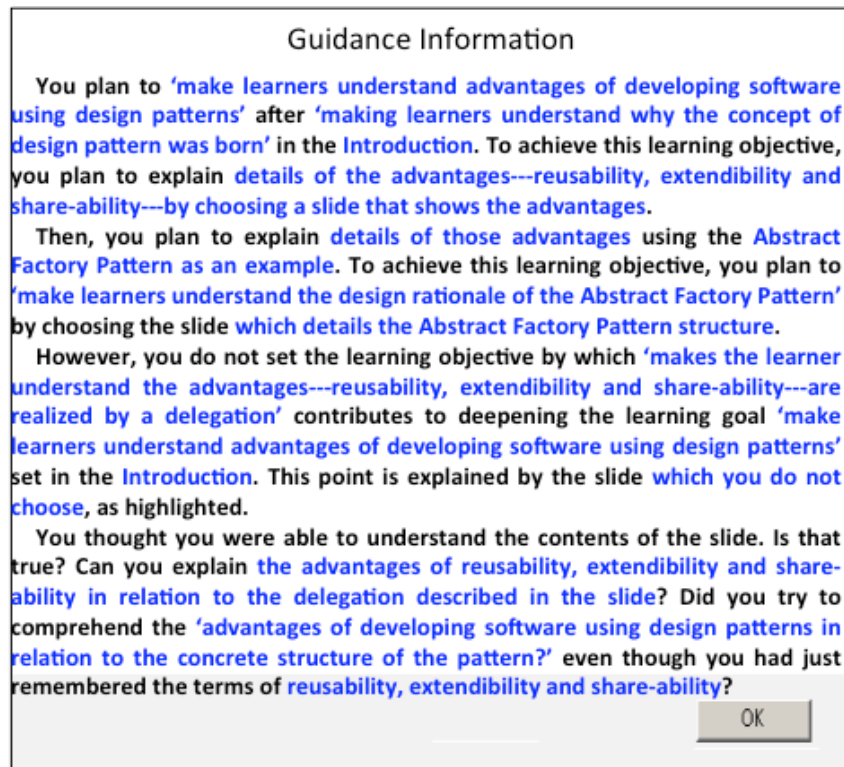 Guidance Information
You plan to ‘make learners understand advantages of developing software
using design patterns’ after ‘making learners understand why the concept of
design pattern was born’ in the Introduction. To achieve this learning objective,
you plan to explain details of the advantages---reusability, extendibility and
share-ability---by choosing a slide that shows the advantages.
Then, you plan to explain details of those advantages using the Abstract
Factory Pattern as an example. To achieve this learning objective, you plan to
‘make learners understand the design rationale of the Abstract Factory Pattern’
by choosing the slide which details the Abstract Factory Pattern structure.
However, you do not set the learning objective by which ‘makes the learner
understand the advantages---reusability, extendibility and share-ability---are
realized by a delegation’ contributes to deepening the learning goal ‘make
learners understand advantages of developing software using design patterns’
set in the Introduction. This point is explained by the slide which you do not
choose, as highlighted.
You thought you were able to understand the contents of the slide. Is that
true? Can you explain the advantages of reusability, extendibility and share-
ability in relation to the delegation described in the slide? Did you try to
comprehend the ‘advantages of developing software using design patterns in
relation to the concrete structure of the pattern?’ even though you had just
remembered the terms of reusability, extendibility and share-ability?
OK